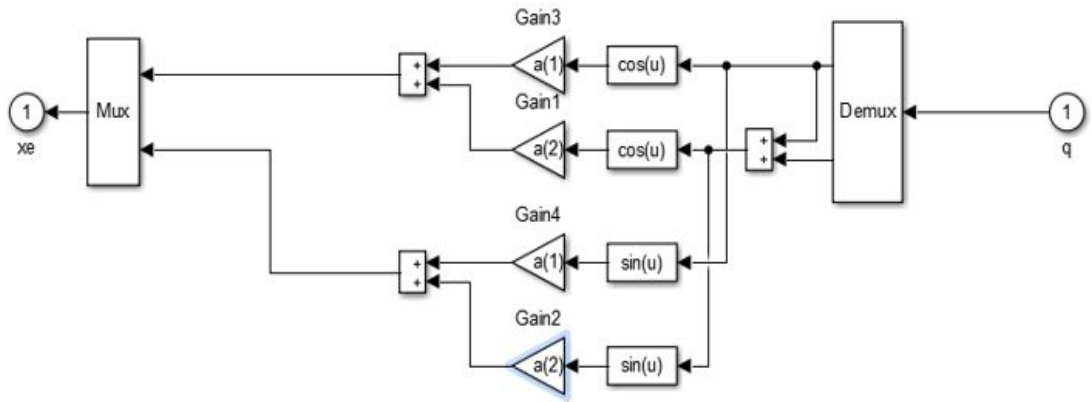 Gain3
+
+
a(1)
cos(u)
Gain1
a(2)
cos(u)
+
+
Demux
1
q
Mux
1
xe
Gain4
+
+
a(1)
sin(u)
Gain2
a(2)
sin(u)